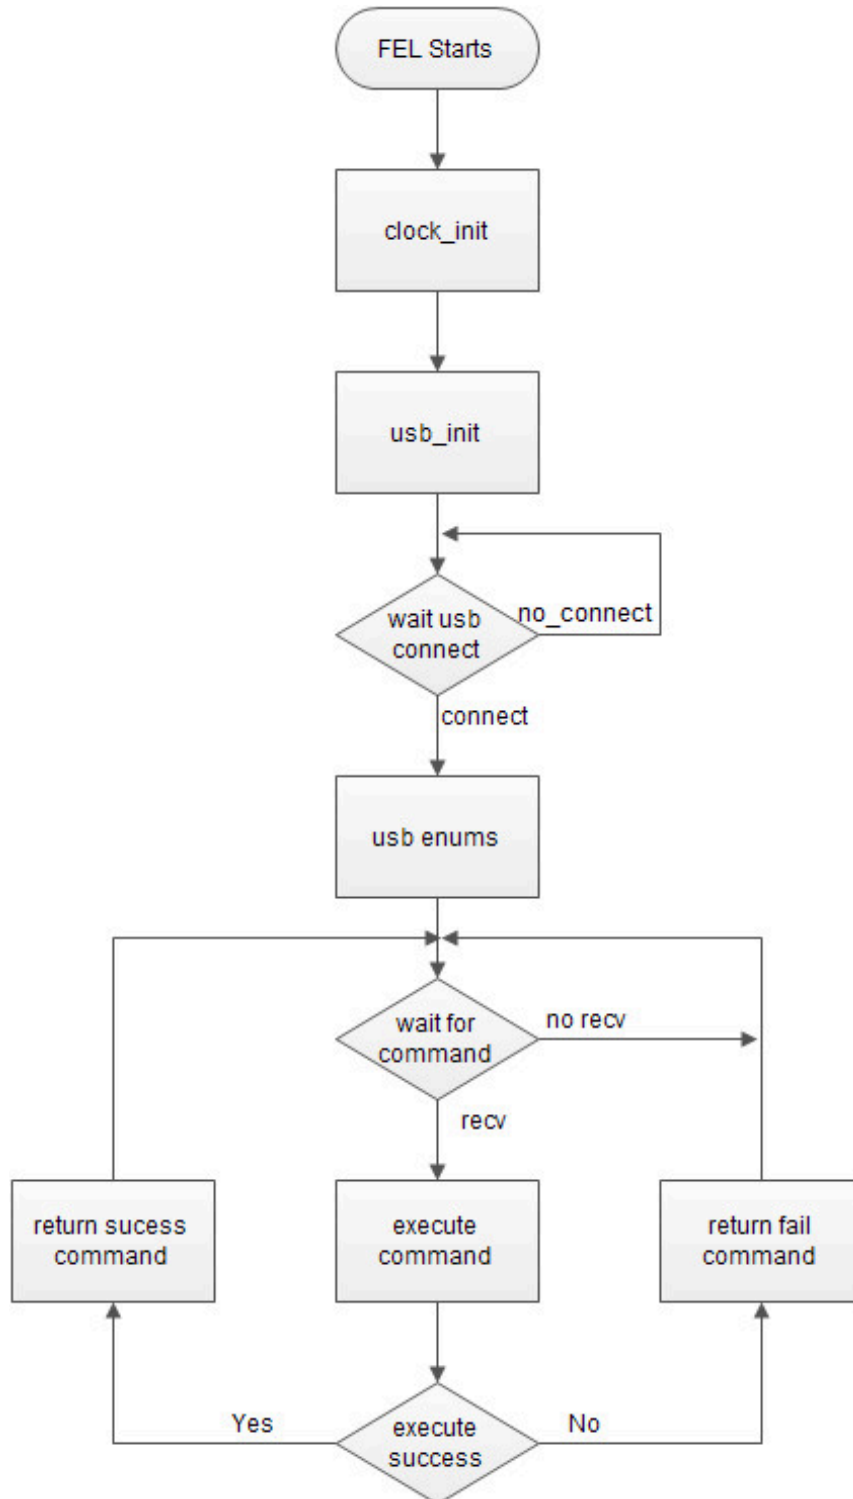 FEL Starts
clock_init
usb_init
wait usb
connect
no_connect
connect
usb enums
wait for
command
no recv
recv
return sucess
command
execute
command
return fail
command
Yes
execute
success
No